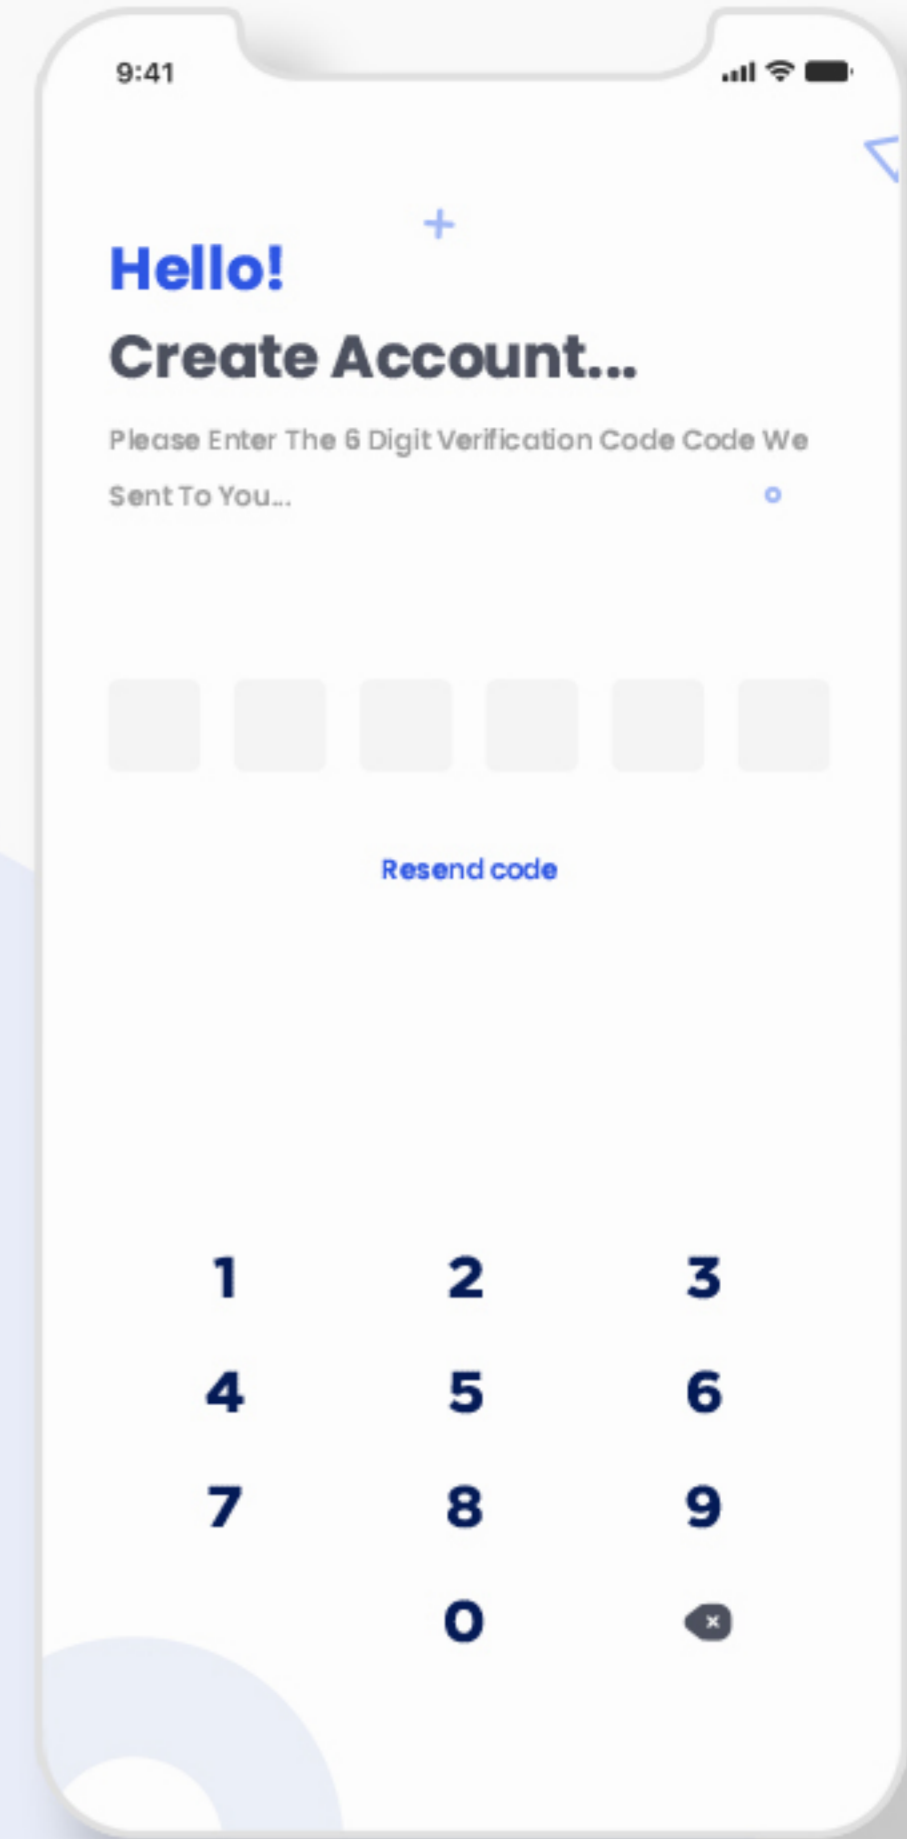 9:41
Hello!
Create Account...
Please Enter The 6 Digit Verification Code Code We
Sent To You...
Resend code
1 2 3
4 5 6
7 8 9
0